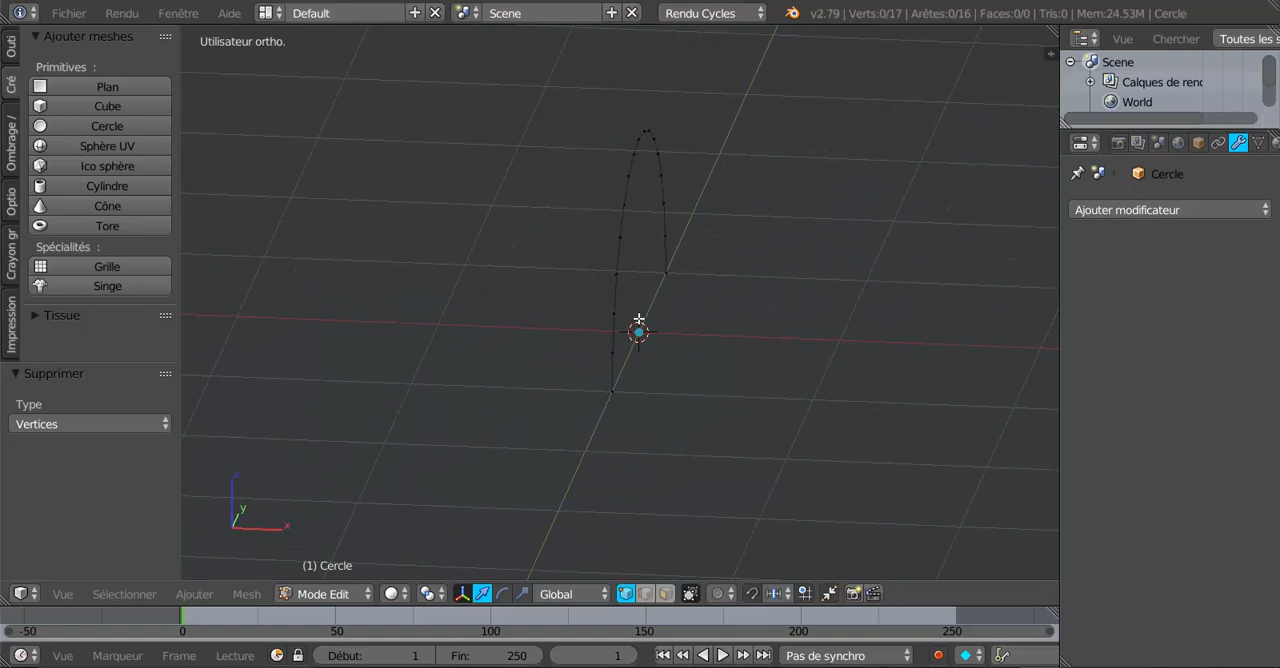 Fichier Rendu Fenêtre Aide Default Scene Rendu Cycles v2.79 | Verts:0/17 | Arêtes:0/16 | Faces:0/0 | Tris:0 | Mem:24.53M | Cercle
Ajouter meshes
Primitives :
Plan
Cube
Cercle
Sphère UV
Ico sphère
Cylindre
Cône
Tore
Spécialités :
Grille
Singe
Tissue
Supprimer
Type
Vertices
Outi
Cré
Ombrage /
Optio
Crayon gr
Impression
Utilisateur ortho.
z
y
x
(1) Cercle
Vue Sélectionner Ajouter Mesh Mode Edit Global
-50 0 50 100 150 200 250
Vue Marqueur Frame Lecture Début: 1 Fin: 250 1 Pas de synchro
Vue Chercher Toutes les s
Scene
Calques de rend
World
Cercle
Ajouter modificateur